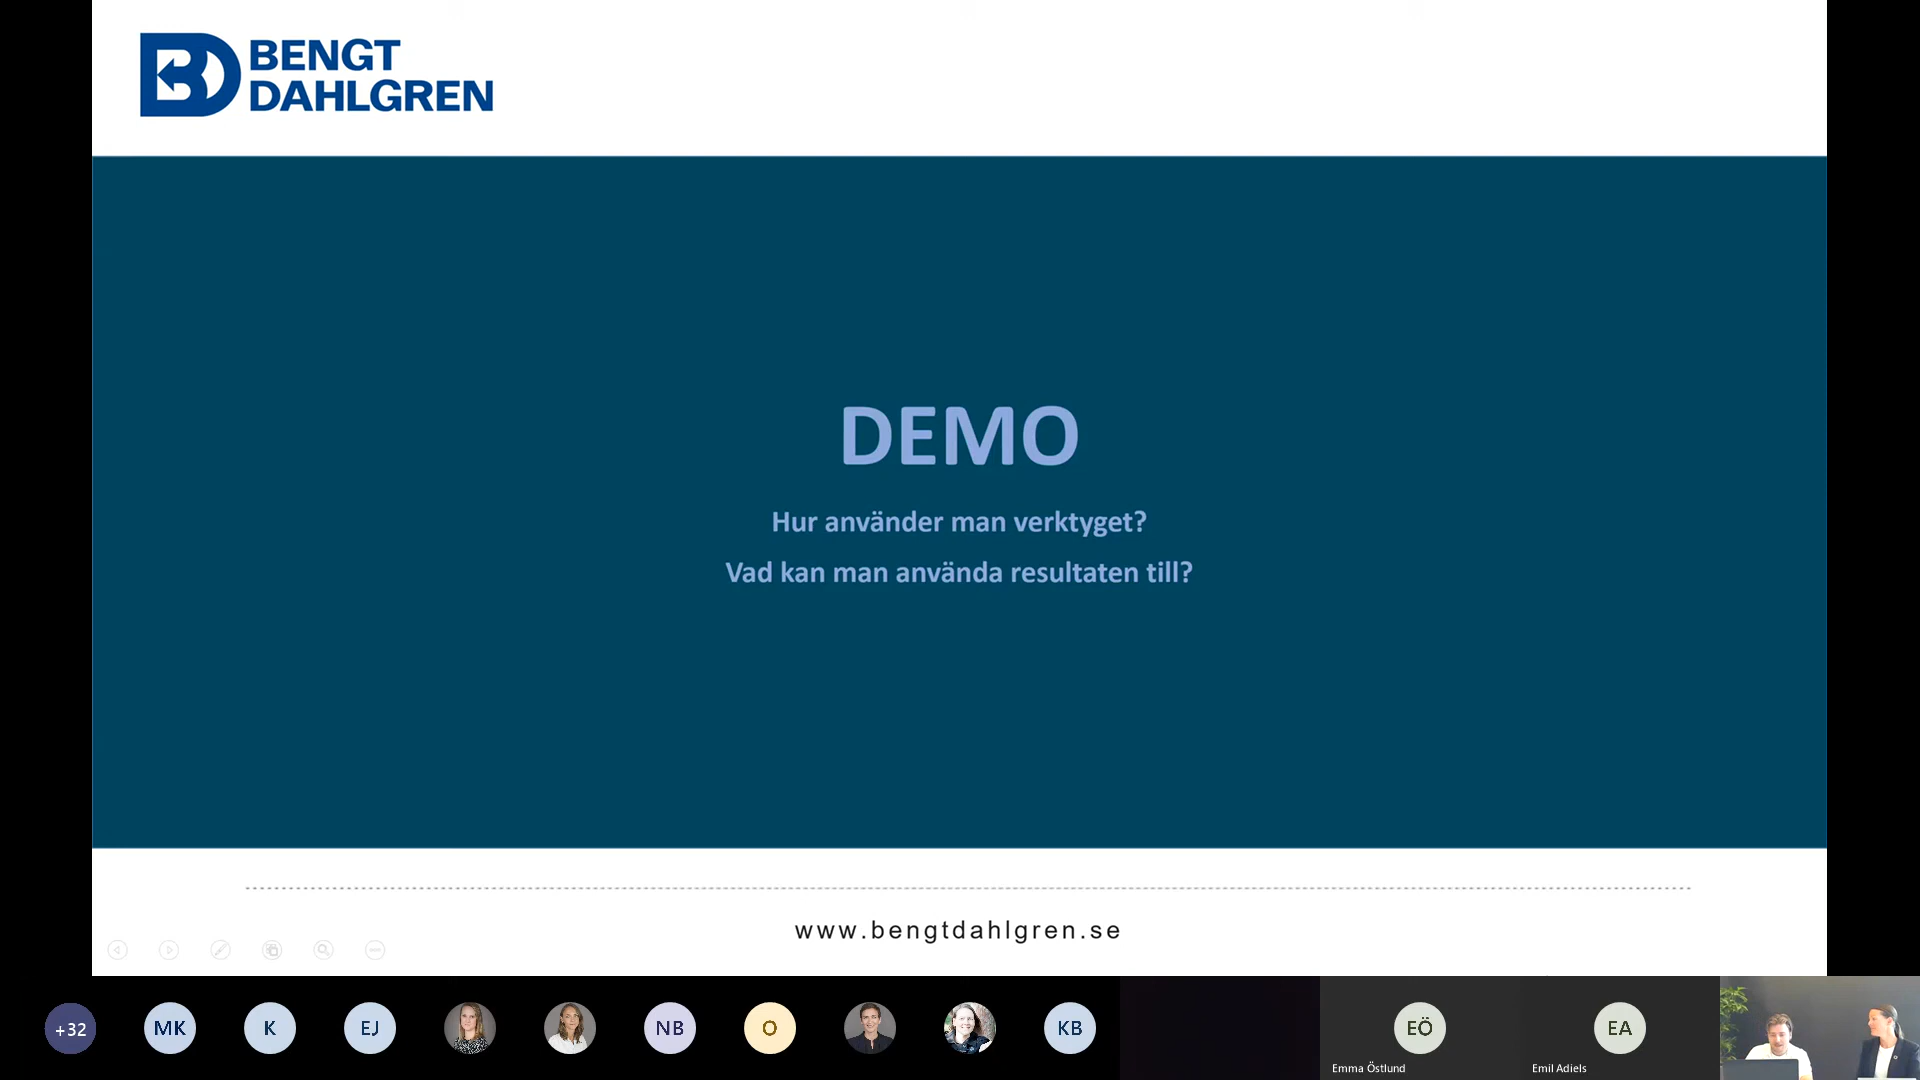 BENGT
DAHLGREN
DEMO
Hur använder man verktyget?
Vad kan man använda resultaten till?
www.bengtdahlgren.se
+32
MK
K
EJ
NB
O
KB
EÖ
EA
Emma Östlund
Emil Adiels